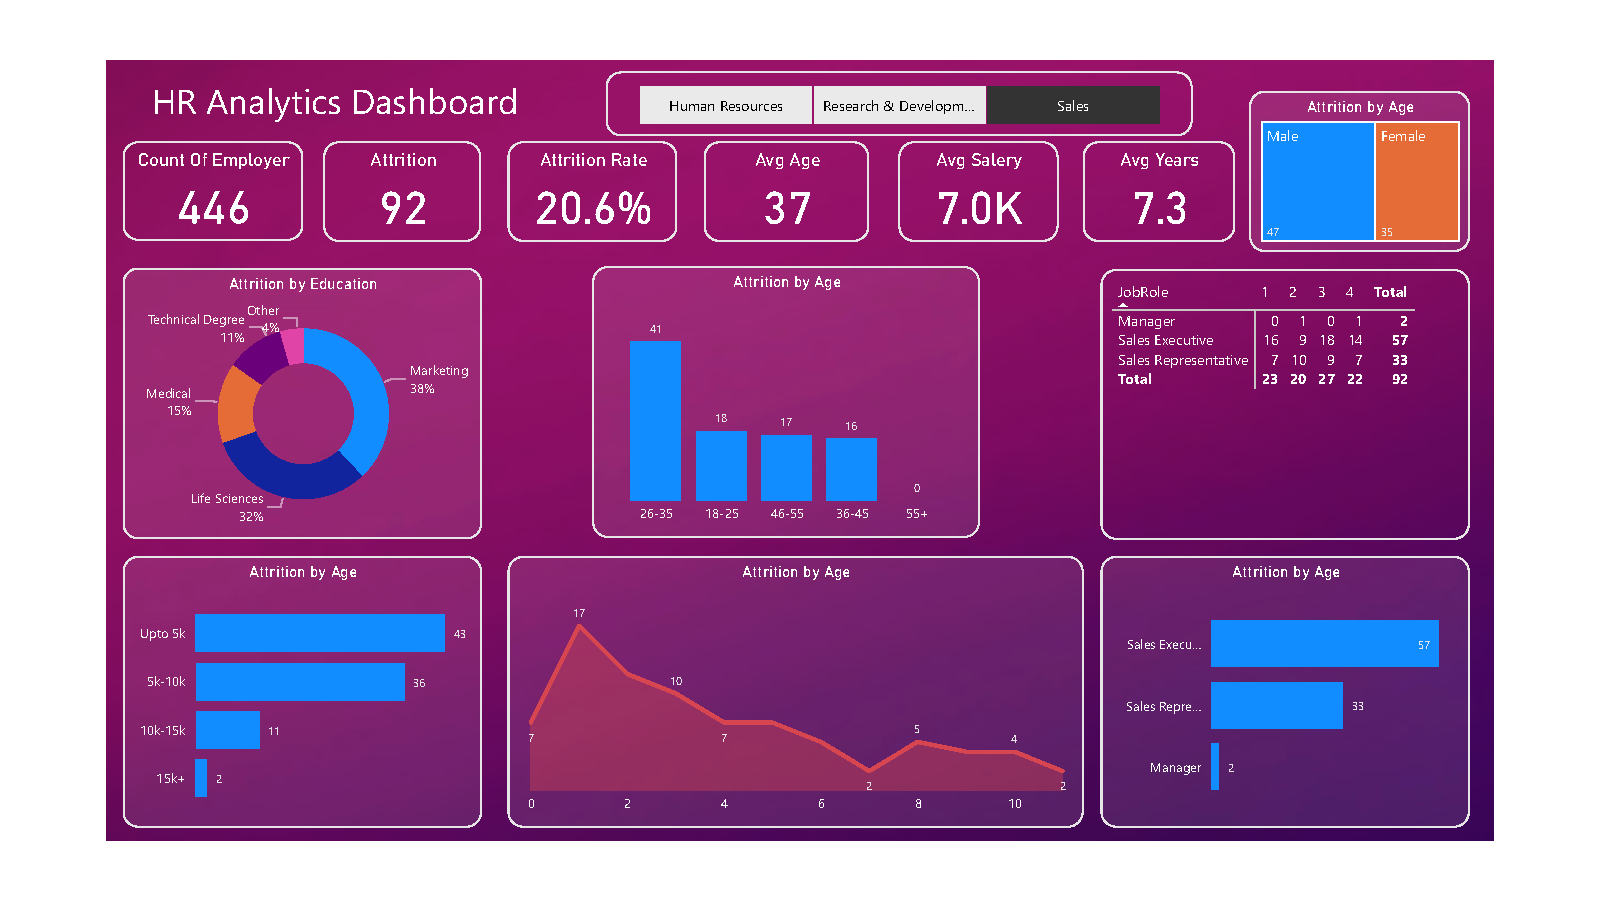 HR Analytics Dashboard
Human Resources
Research & Developm...
Sales
Count Of Employer
446
Attrition
92
Attrition Rate
20.6%
Avg Age
37
Avg Salery
7.0K
Avg Years
7.3
Attrition by Age
Male
Female
47
35
Attrition by Education
Other
4%
Technical Degree
11%
Medical
15%
Marketing
38%
Life Sciences
32%
Attrition by Age
41
18
17
16
0
26-35 18-25 46-55 36-45 55+
JobRole 1 2 3 4 Total
Manager 0 1 0 1 2
Sales Executive 16 9 18 14 57
Sales Representative 7 10 9 7 33
Total 23 20 27 22 92
Attrition by Age
Upto 5k 43
5k-10k 36
10k-15k 11
15k+ 2
Attrition by Age
17
10
7
7
5
4
2
2
0 2 4 6 8 10
Attrition by Age
Sales Execu... 57
Sales Repre... 33
Manager 2